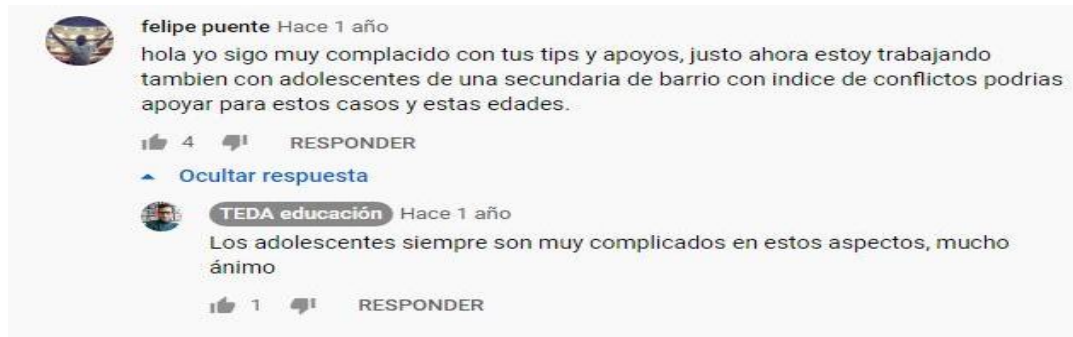 felipe puente Hace 1 año
hola yo sigo muy complacido con tus tips y apoyos, justo ahora estoy trabajando
tambien con adolescentes de una secundaria de barrio con indice de conflictos podrias
apoyar para estos casos y estas edades.
4 RESPONDER
Ocultar respuesta
TEDA educación Hace 1 año
Los adolescentes siempre son muy complicados en estos aspectos, mucho
ánimo
1 RESPONDER